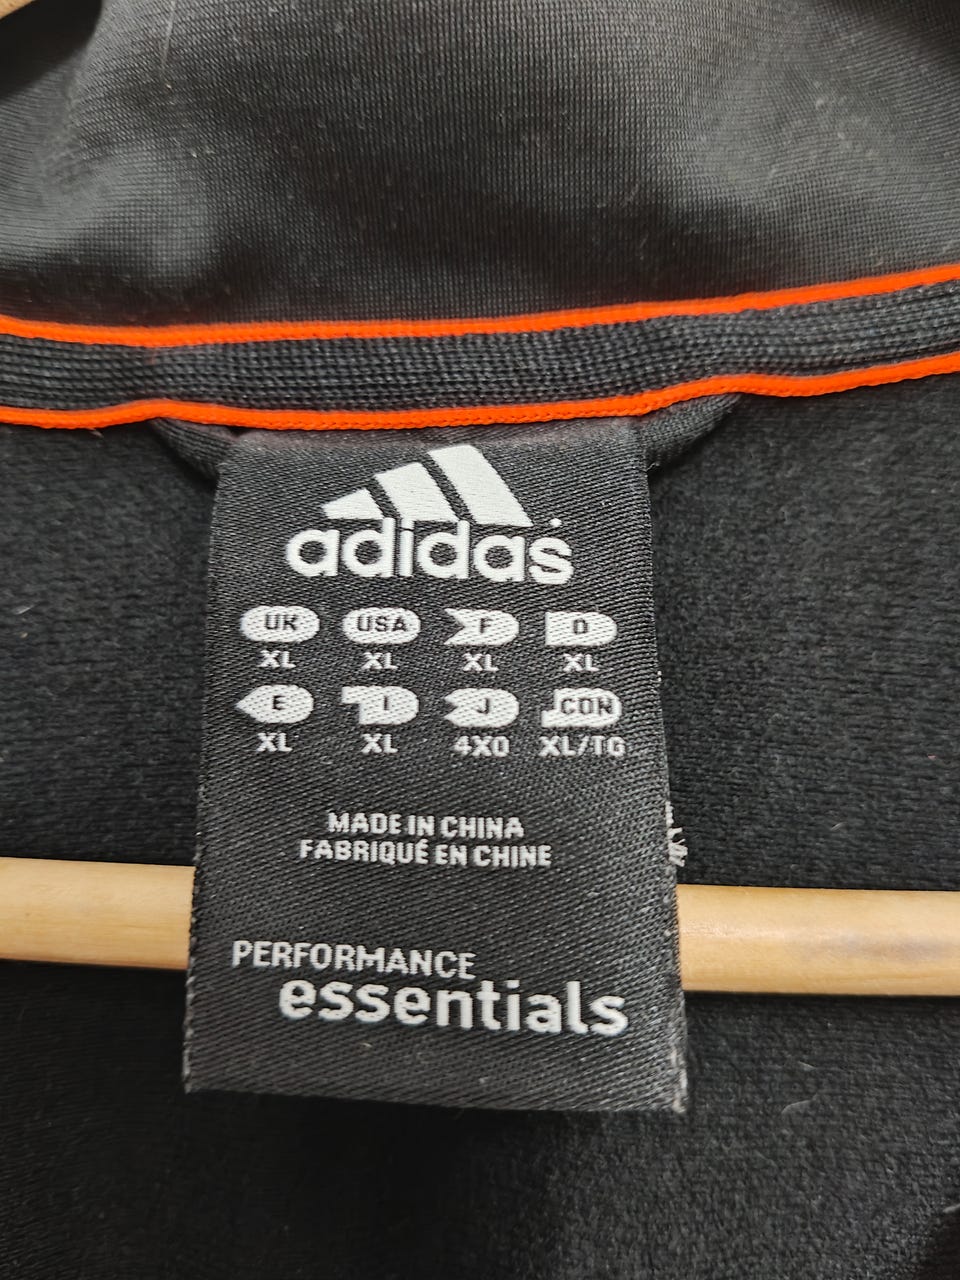 adidas
UK USA F D
XL XL XL XL
E I J CDN
XL XL 4XO XL/TG
MADE IN CHINA
FABRIQUÉ EN CHINE
PERFORMANCE
essentials